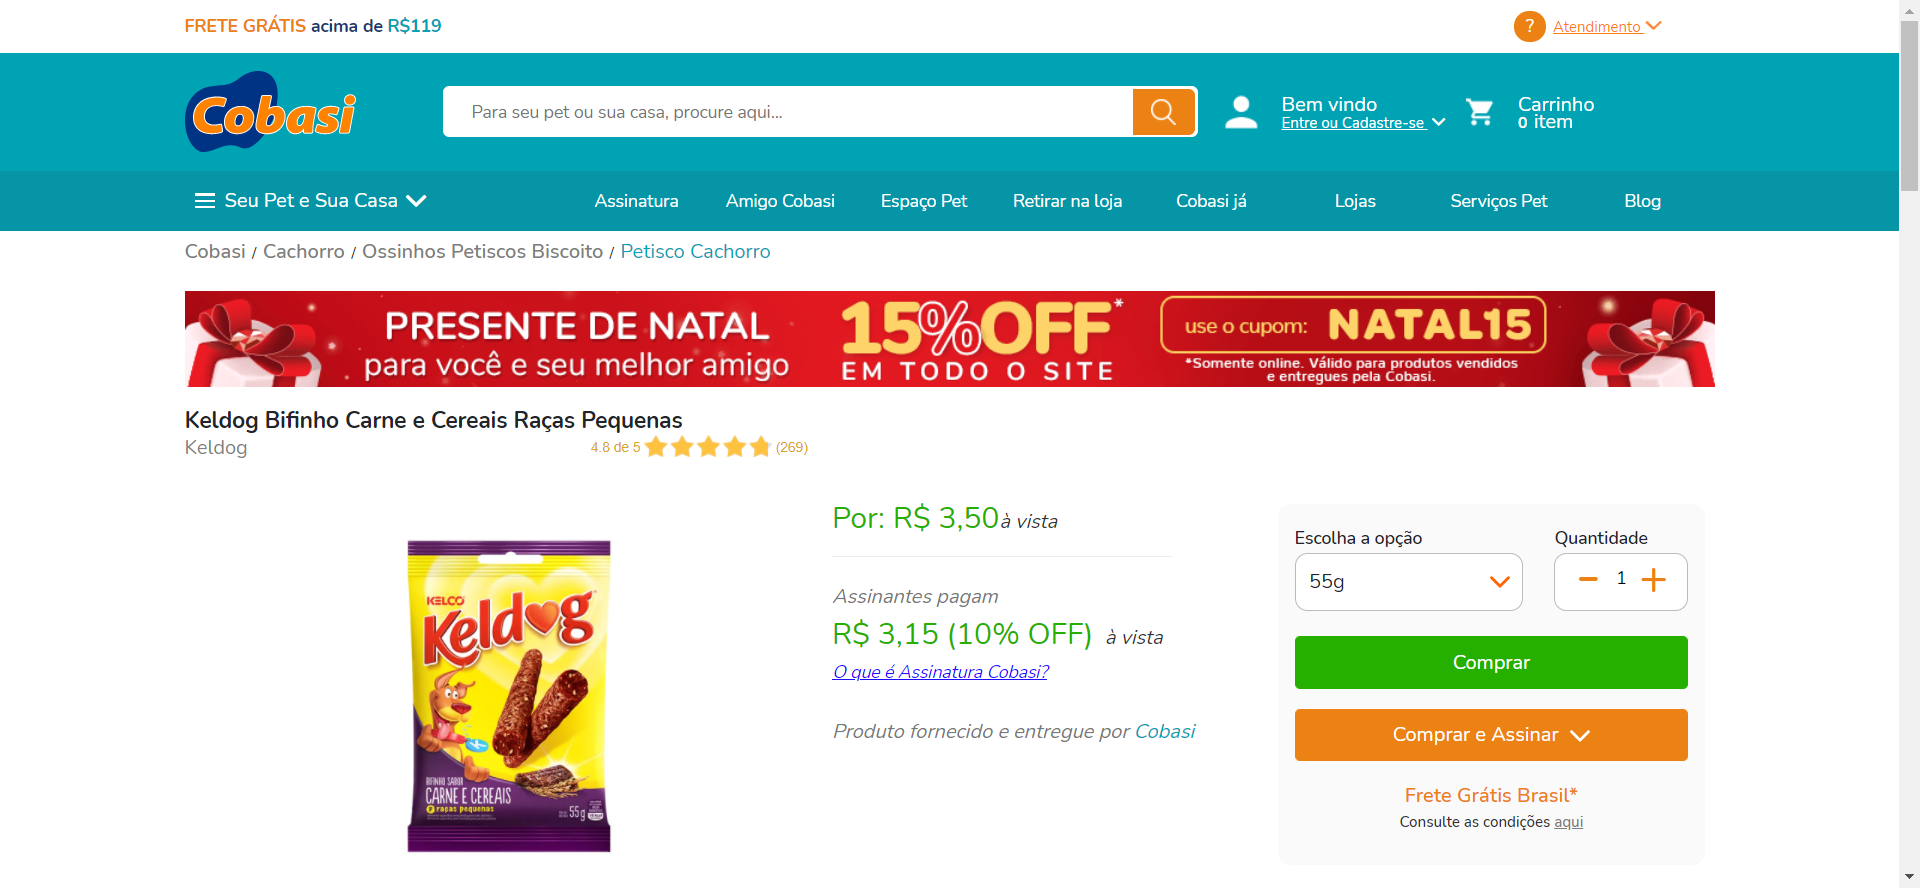 FRETE GRÁTIS acima de R$119
? Atendimento
Cobasi
Para seu pet ou sua casa, procure aqui...
Bem vindo
Entre ou Cadastre-se
Carrinho
0 item
Seu Pet e Sua Casa
Assinatura
Amigo Cobasi
Espaço Pet
Retirar na loja
Cobasi já
Lojas
Serviços Pet
Blog
Cobasi / Cachorro / Ossinhos Petiscos Biscoito / Petisco Cachorro
PRESENTE DE NATAL
para você e seu melhor amigo
15%OFF*
EM TODO O SITE
use o cupom: NATAL15
*Somente online. Válido para produtos vendidos
e entregues pela Cobasi.
Keldog Bifinho Carne e Cereais Raças Pequenas
Keldog
4.8 de 5
(269)
KELCO
Keldog
K
BIFINHO SABOR
CARNE E CEREAIS
P raças pequenas
55g
Por: R$ 3,50 à vista
Assinantes pagam
R$ 3,15 (10% OFF) à vista
O que é Assinatura Cobasi?
Produto fornecido e entregue por Cobasi
Escolha a opção
55g
Quantidade
1
Comprar
Comprar e Assinar
Frete Grátis Brasil*
Consulte as condições aqui